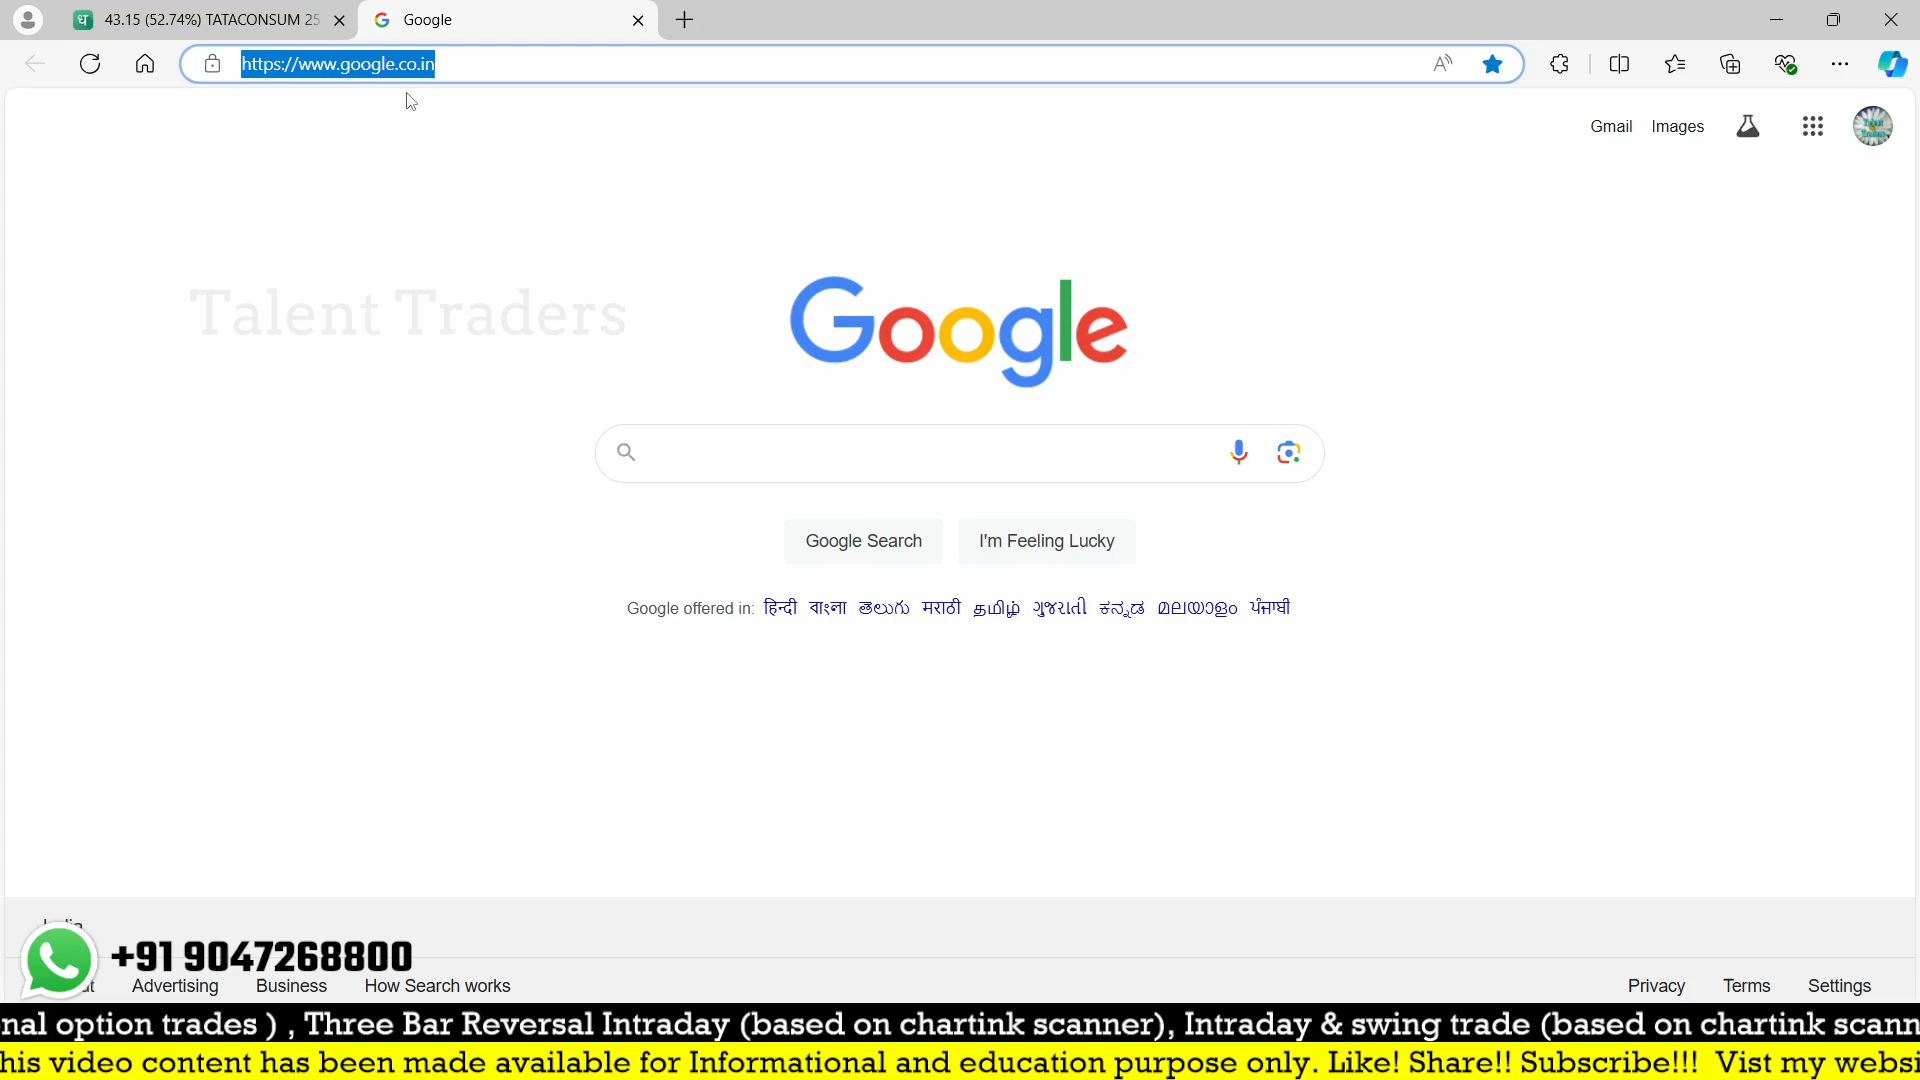 43.15 (52.74%) TATACONSUM 25
Google
https://www.google.co.in
Gmail Images
Talent Traders
Google
Google Search I'm Feeling Lucky
Google offered in: हिन्दी বাংলা తెలుగు मराठी தமிழ் ગુજરાતી ಕನ್ನಡ മലയാളം ਪੰਜਾਬੀ
+91 9047268800
Advertising Business How Search works Privacy Terms Settings
nal option trades ) , Three Bar Reversal Intraday (based on chartink scanner), Intraday & swing trade (based on chartink scann
his video content has been made available for Informational and education purpose only. Like! Share!! Subscribe!!! Vist my websi